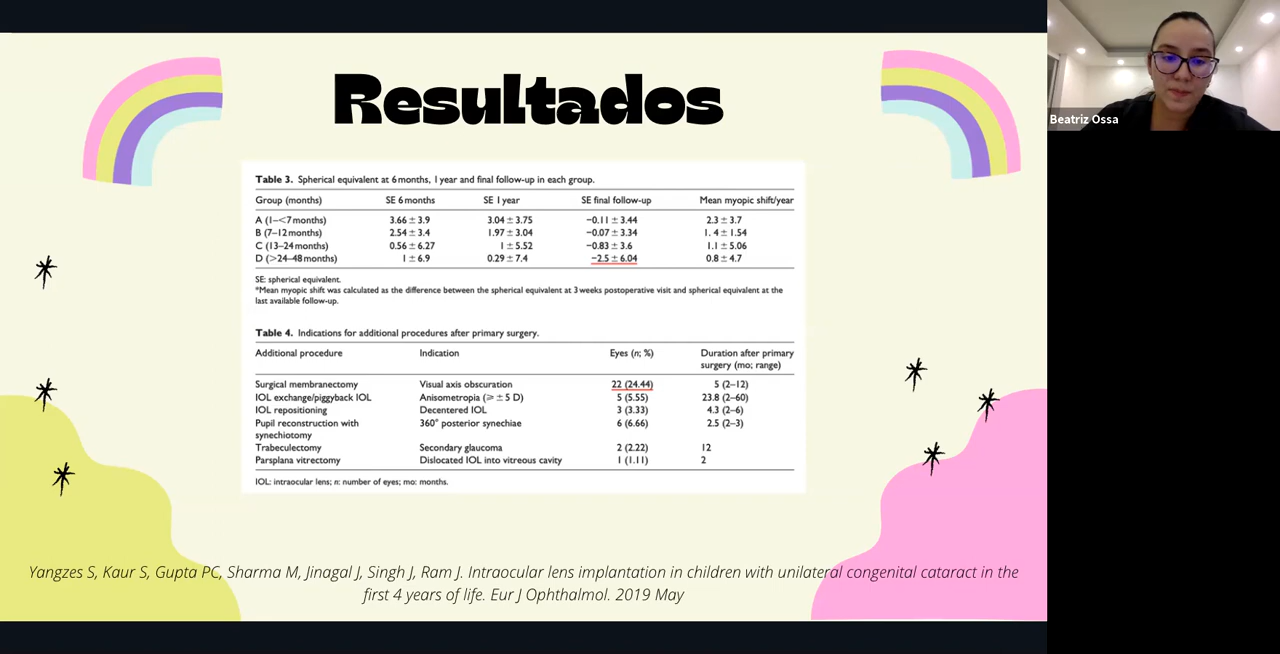 Resultados
Beatriz Ossa
Table 3. Spherical equivalent at 6 months, 1 year and final follow-up in each group.
Group (months) SE 6 months SE 1 year SE final follow-up Mean myopic shift/year
A (1–<7 months) 3.66 ± 3.9 3.04 ± 3.75 −0.11 ± 3.44 2.3 ± 3.7
B (7–12 months) 2.54 ± 3.4 1.97 ± 3.04 −0.07 ± 3.34 1. 4 ± 1.54
C (13–24 months) 0.56 ± 6.27 1 ± 5.52 −0.83 ± 3.6 1.1 ± 5.06
D (>24–48 months) 1 ± 6.9 0.29 ± 7.4 −2.5 ± 6.04 0.8 ± 4.7
SE: spherical equivalent.
*Mean myopic shift was calculated as the difference between the spherical equivalent at 3 weeks postoperative visit and spherical equivalent at the
last available follow-up.
Table 4. Indications for additional procedures after primary surgery.
Additional procedure Indication Eyes (n; %) Duration after primary
surgery (mo; range)
Surgical membranectomy Visual axis obscuration 22 (24.44) 5 (2–12)
IOL exchange/piggyback IOL Anisometropia (≥ ± 5 D) 5 (5.55) 23.8 (2–60)
IOL repositioning Decentered IOL 3 (3.33) 4.3 (2–6)
Pupil reconstruction with 360° posterior synechiae 6 (6.66) 2.5 (2–3)
synechiotomy
Trabeculectomy Secondary glaucoma 2 (2.22) 12
Parsplana vitrectomy Dislocated IOL into vitreous cavity 1 (1.11) 2
IOL: intraocular lens; n: number of eyes; mo: months.
Yangzes S, Kaur S, Gupta PC, Sharma M, Jinagal J, Singh J, Ram J. Intraocular lens implantation in children with unilateral congenital cataract in the
first 4 years of life. Eur J Ophthalmol. 2019 May